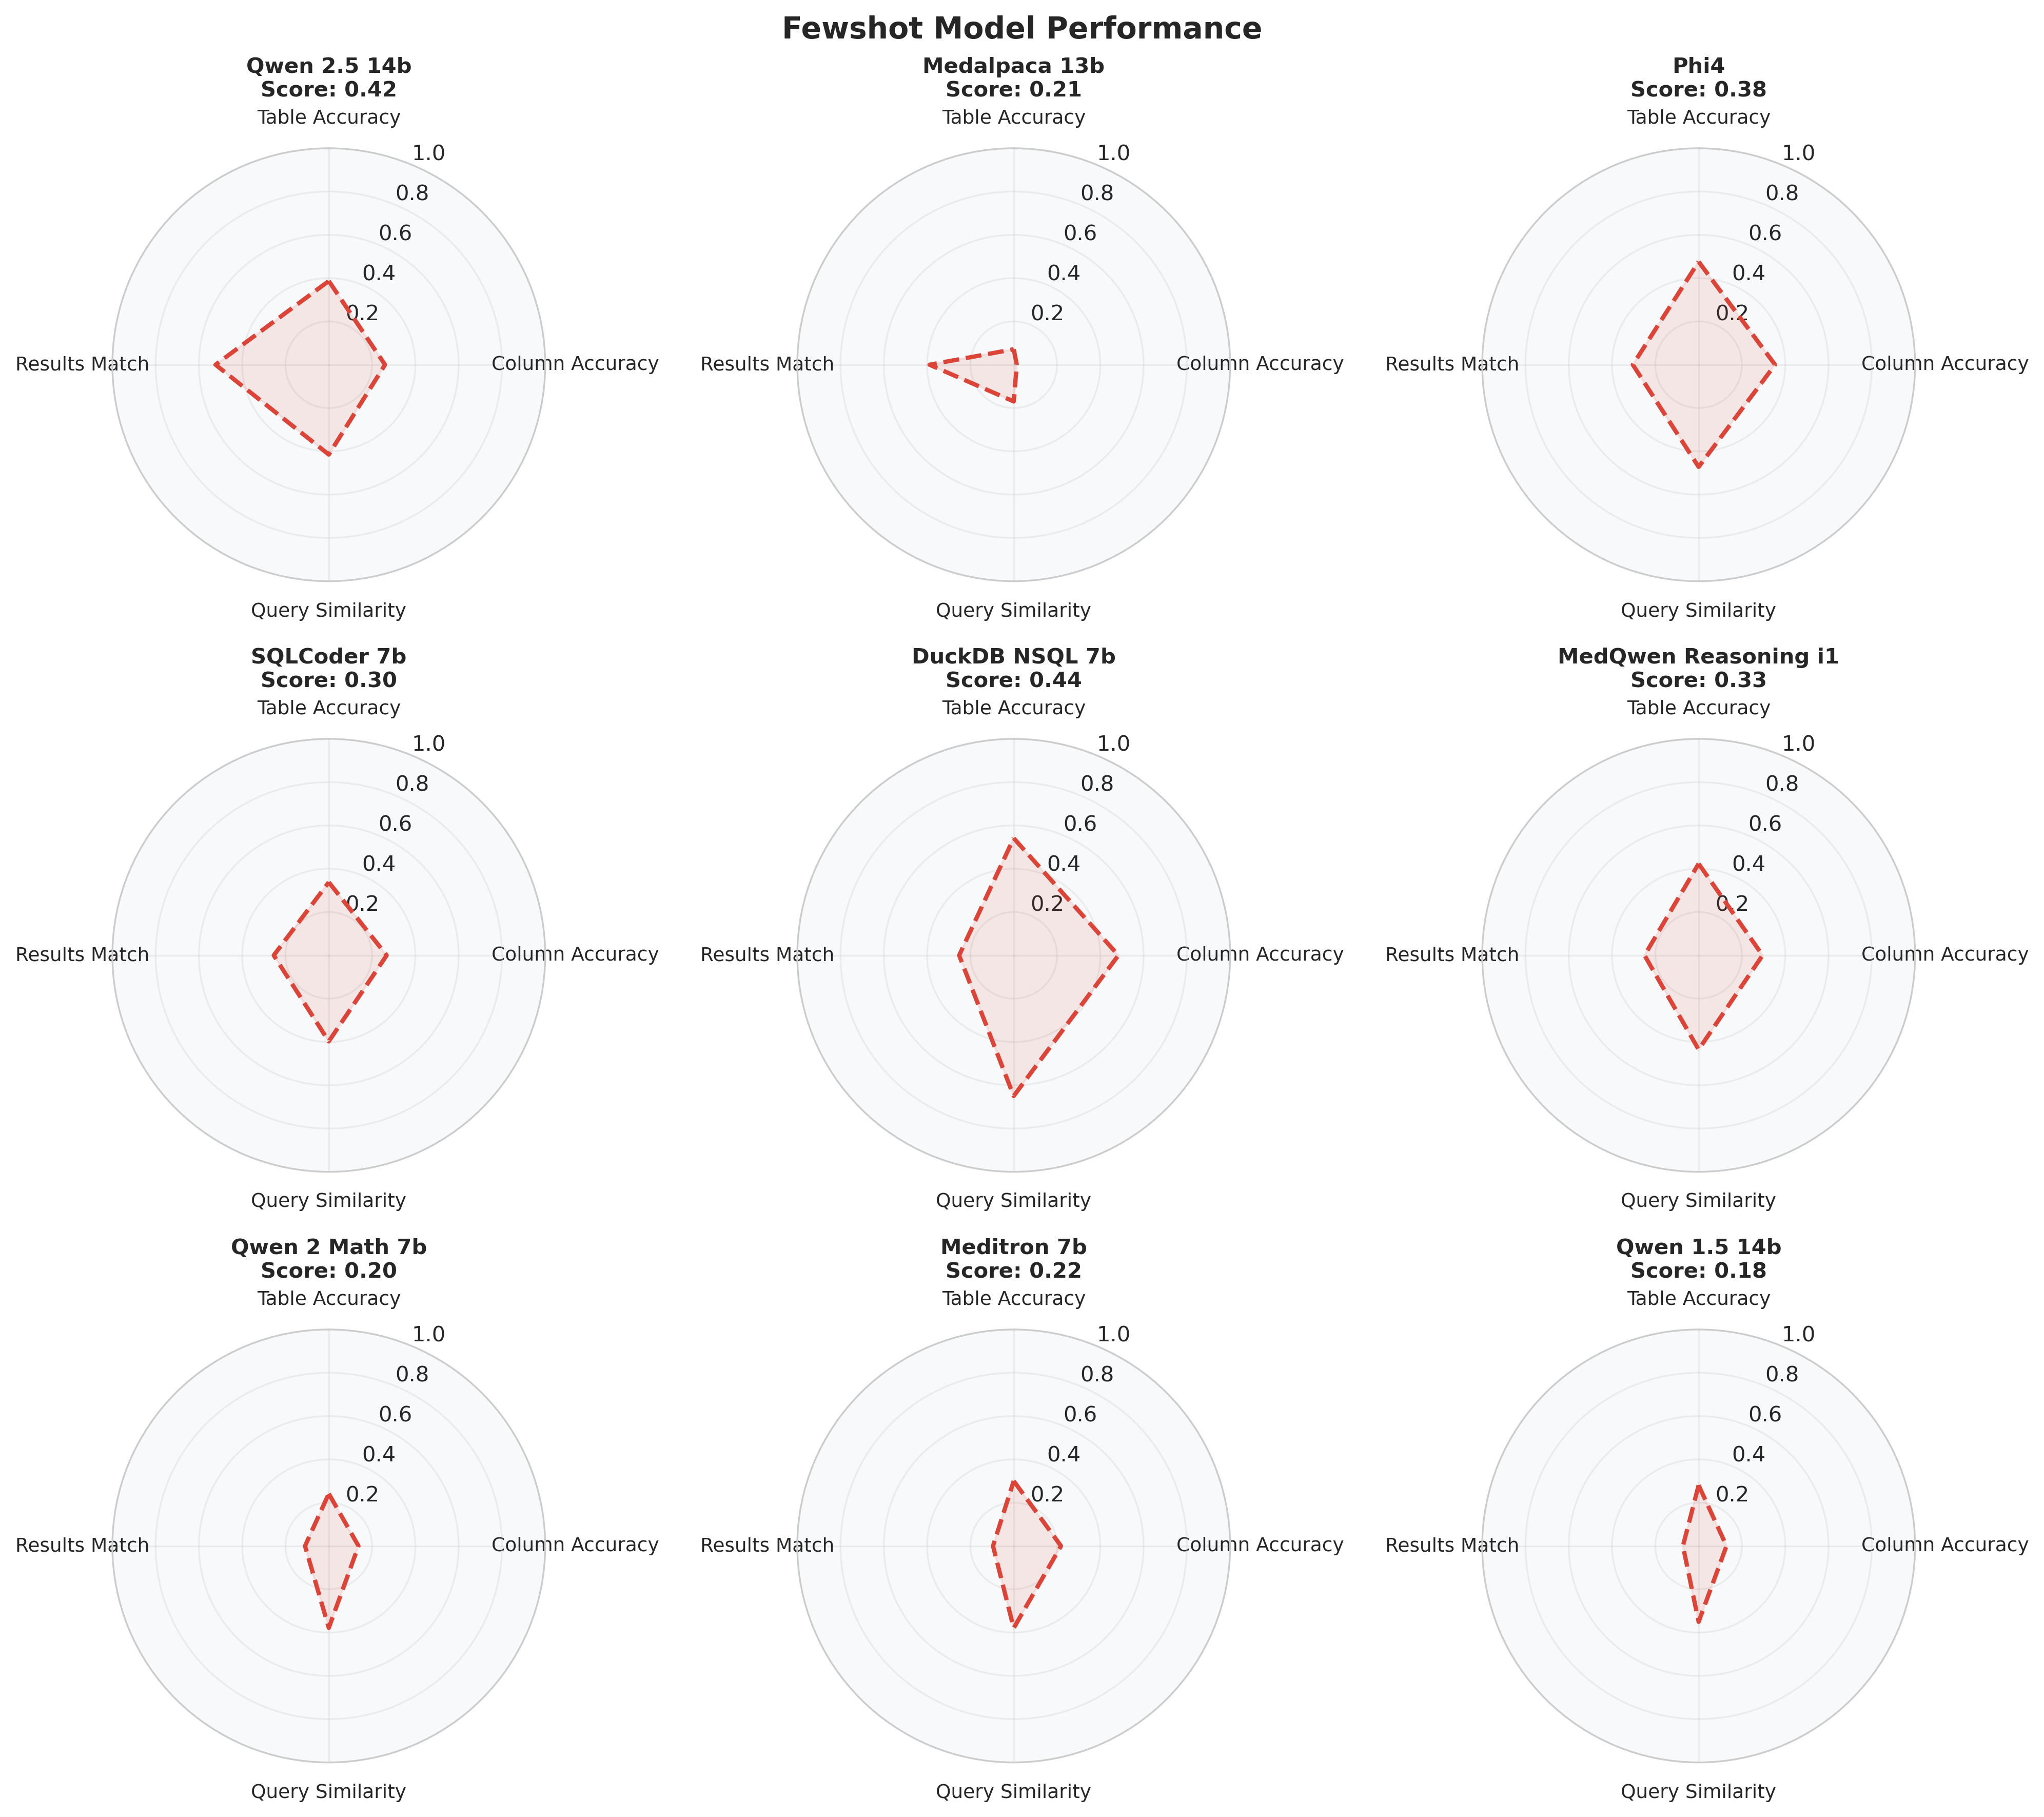 Fewshot Model Performance
Qwen 2.5 14b
Score: 0.42
Table Accuracy
1.0
0.8
0.6
0.4
0.2
Results Match
Column Accuracy
Query Similarity
Medalpaca 13b
Score: 0.21
Table Accuracy
1.0
0.8
0.6
0.4
0.2
Results Match
Column Accuracy
Query Similarity
Phi4
Score: 0.38
Table Accuracy
1.0
0.8
0.6
0.4
0.2
Results Match
Column Accuracy
Query Similarity
SQLCoder 7b
Score: 0.30
Table Accuracy
1.0
0.8
0.6
0.4
0.2
Results Match
Column Accuracy
Query Similarity
DuckDB NSQL 7b
Score: 0.44
Table Accuracy
1.0
0.8
0.6
0.4
0.2
Results Match
Column Accuracy
Query Similarity
MedQwen Reasoning i1
Score: 0.33
Table Accuracy
1.0
0.8
0.6
0.4
0.2
Results Match
Column Accuracy
Query Similarity
Qwen 2 Math 7b
Score: 0.20
Table Accuracy
1.0
0.8
0.6
0.4
0.2
Results Match
Column Accuracy
Query Similarity
Meditron 7b
Score: 0.22
Table Accuracy
1.0
0.8
0.6
0.4
0.2
Results Match
Column Accuracy
Query Similarity
Qwen 1.5 14b
Score: 0.18
Table Accuracy
1.0
0.8
0.6
0.4
0.2
Results Match
Column Accuracy
Query Similarity